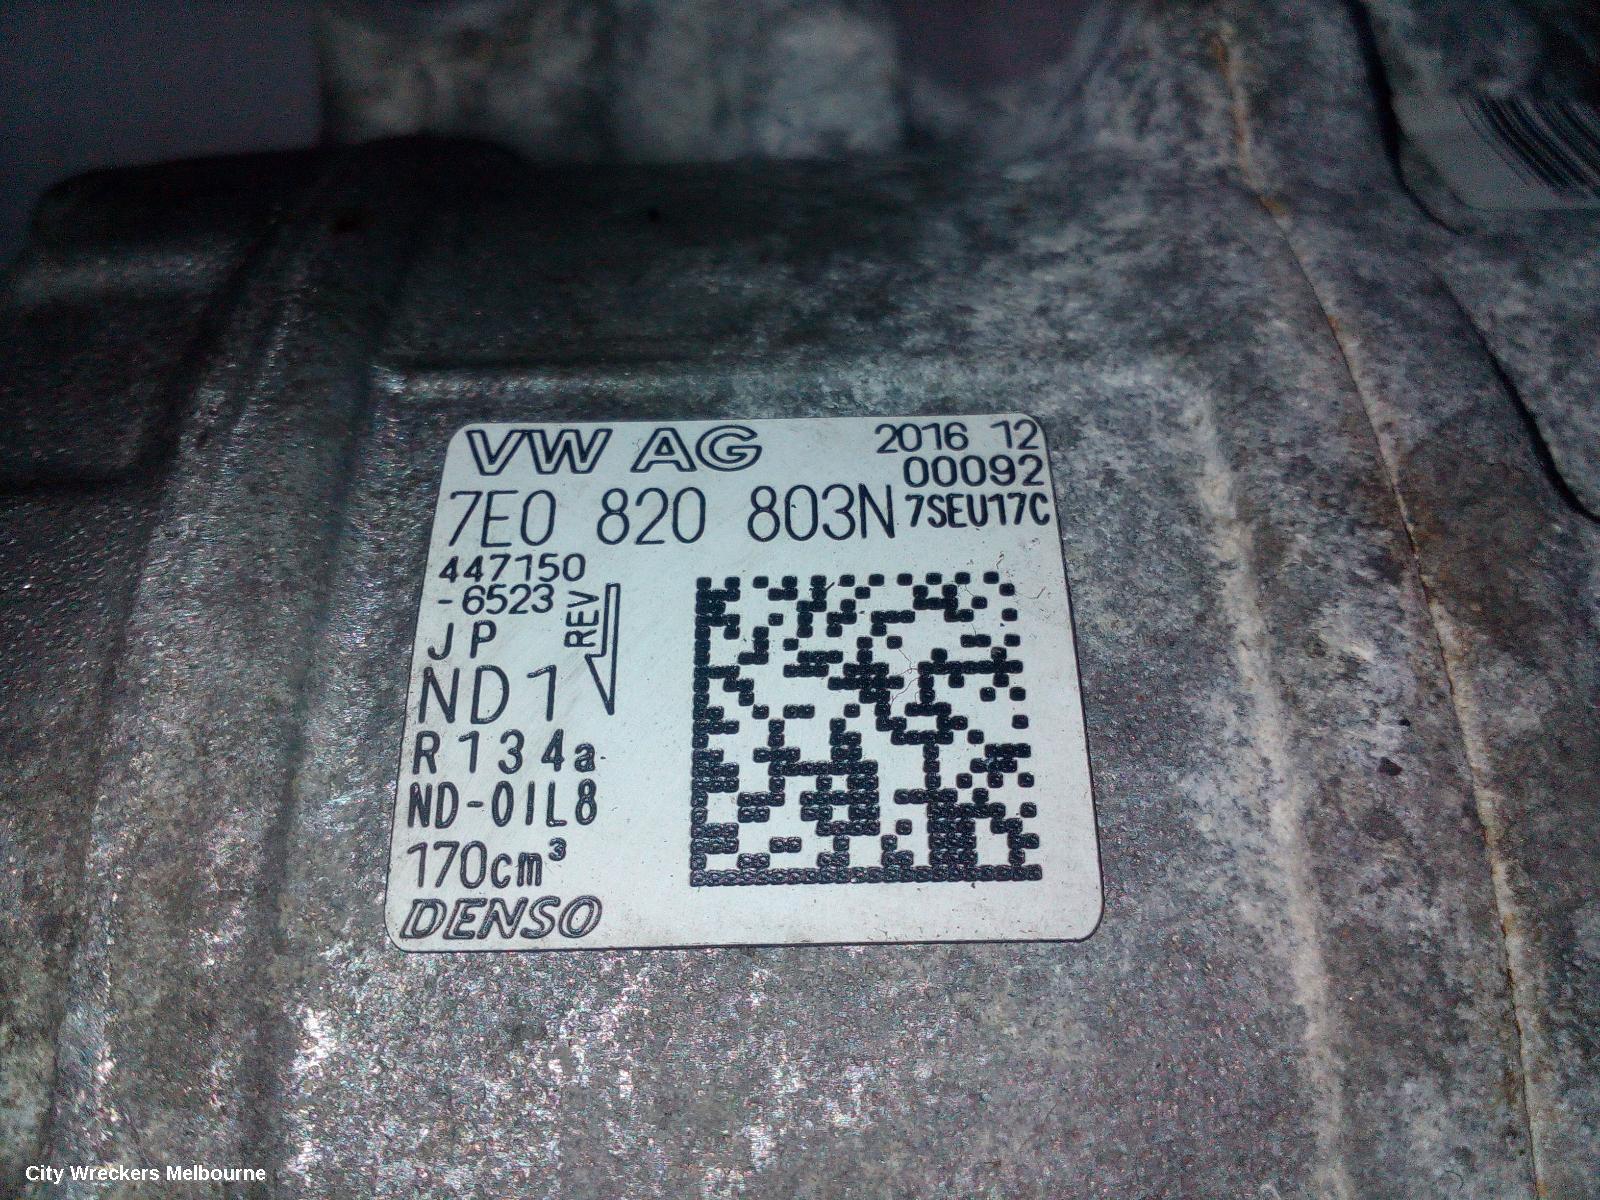 VW AG
2016 12
00092
7E0 820 803N
7SEU17C
447150
-6523
REV
JP
ND1
R134a
ND-OIL8
170cm³
DENSO
City Wreckers Melbourne